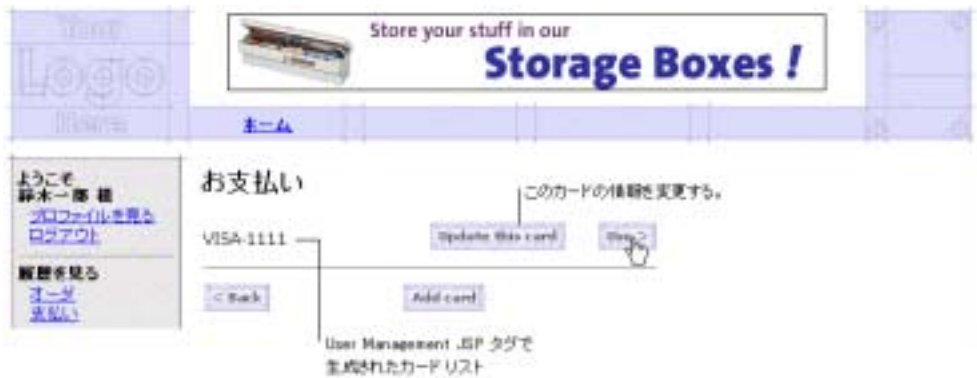 Your
Logo
Here
Store your stuff in our
Storage Boxes !
ホーム
ようこそ
鈴木一郎 様
プロファイルを見る
ログアウト
履歴を見る
オーダ
支払い
お支払い
このカードの情報を変更する。
VISA-1111
Update this card
Use >
< Back
Add card
User Management JSP タグで
生成されたカード リスト